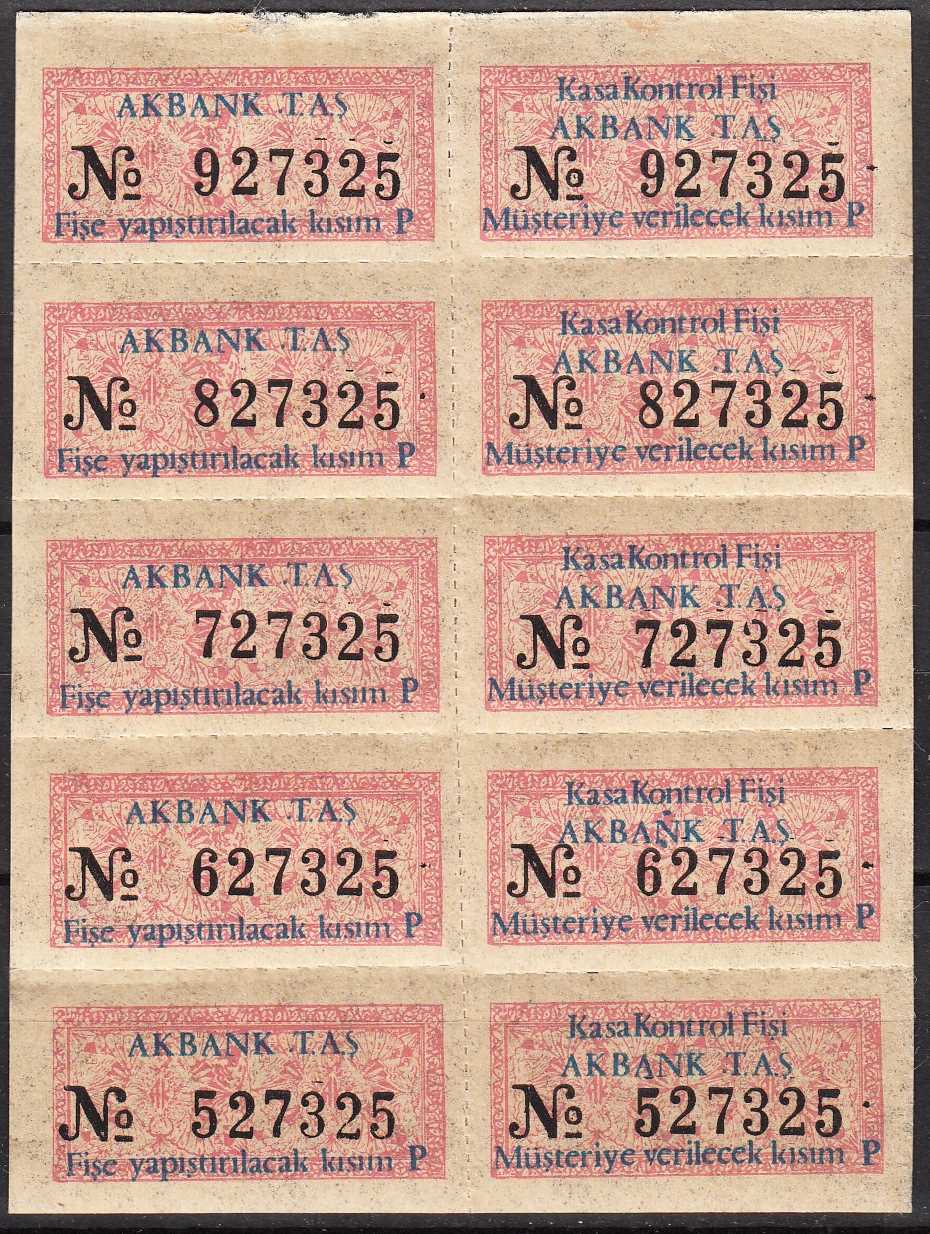 AKBANK T.A.Ş
№ 927325
Fişe yapıştırılacak kısım P
Kasa Kontrol Fişi
AKBANK T.A.Ş
№ 927325
Müşteriye verilecek kısım P
AKBANK T.A.Ş
№ 827325
Fişe yapıştırılacak kısım P
Kasa Kontrol Fişi
AKBANK T.A.Ş
№ 827325
Müşteriye verilecek kısım P
AKBANK T.A.Ş
№ 727325
Fişe yapıştırılacak kısım P
Kasa Kontrol Fişi
AKBANK T.A.Ş
№ 727325
Müşteriye verilecek kısım P
AKBANK T.A.Ş
№ 627325
Fişe yapıştırılacak kısım P
Kasa Kontrol Fişi
AKBANK T.A.Ş
№ 627325
Müşteriye verilecek kısım P
AKBANK T.A.Ş
№ 527325
Fişe yapıştırılacak kısım P
Kasa Kontrol Fişi
AKBANK T.A.Ş
№ 527325
Müşteriye verilecek kısım P